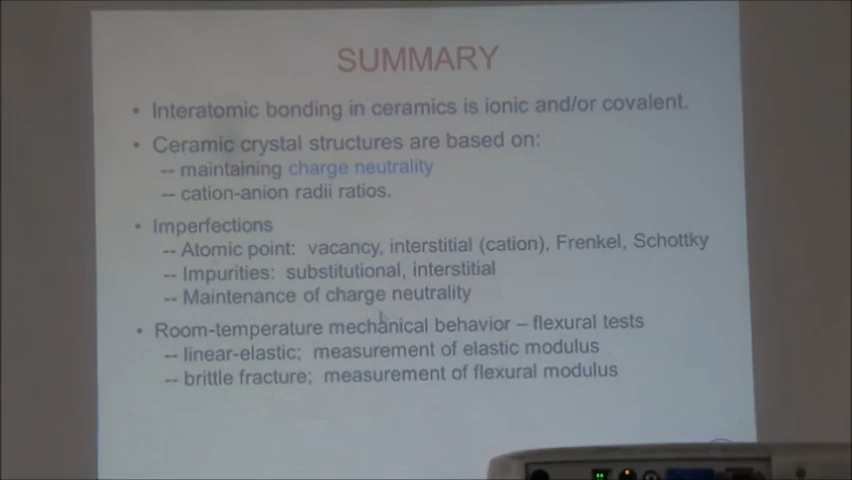 SUMMARY
• Interatomic bonding in ceramics is ionic and/or covalent.
• Ceramic crystal structures are based on:
-- maintaining charge neutrality
-- cation-anion radii ratios.
• Imperfections
-- Atomic point: vacancy, interstitial (cation), Frenkel, Schottky
-- Impurities: substitutional, interstitial
-- Maintenance of charge neutrality
• Room-temperature mechanical behavior – flexural tests
-- linear-elastic; measurement of elastic modulus
-- brittle fracture; measurement of flexural modulus